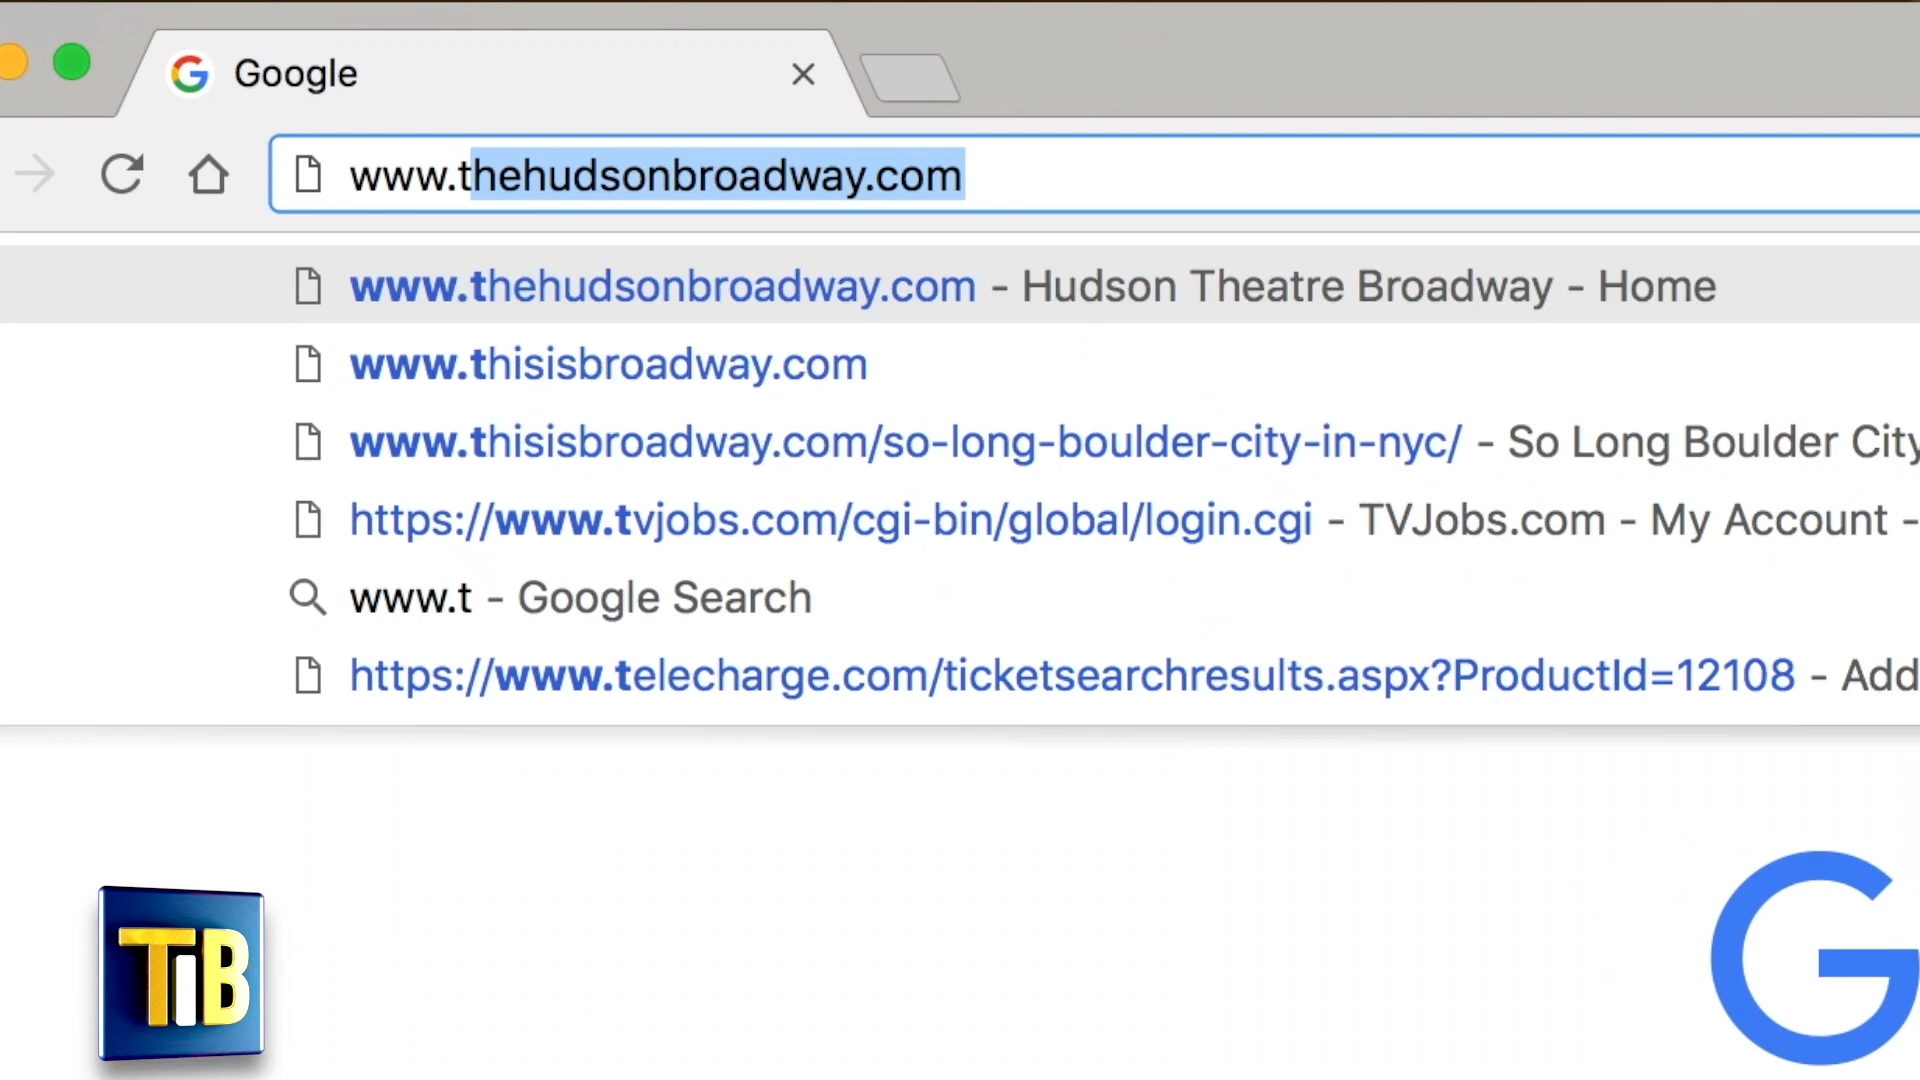 Google
www.thehudsonbroadway.com
www.thehudsonbroadway.com - Hudson Theatre Broadway - Home
www.thisisbroadway.com
www.thisisbroadway.com/so-long-boulder-city-in-nyc/ - So Long Boulder City
https://www.tvjobs.com/cgi-bin/global/login.cgi - TVJobs.com - My Account -
www.t - Google Search
https://www.telecharge.com/ticketsearchresults.aspx?ProductId=12108 - Add
TiB
G